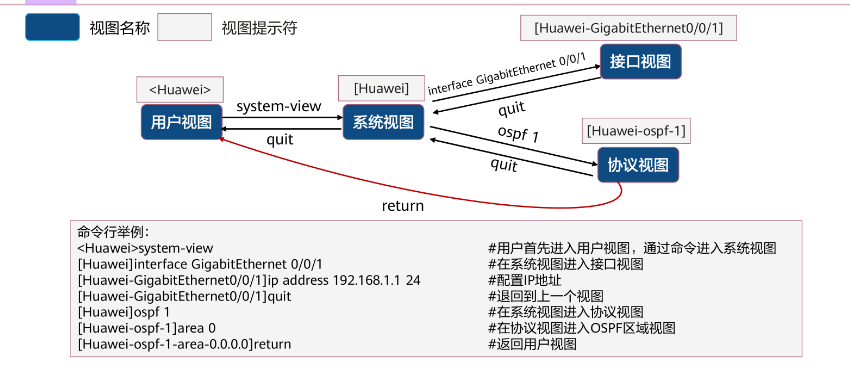 视图名称 视图提示符
[Huawei-GigabitEthernet0/0/1]
接口视图
<Huawei>
[Huawei]
interface GigabitEthernet 0/0/1
quit
用户视图
system-view
quit
系统视图
ospf 1
quit
[Huawei-ospf-1]
协议视图
return
命令行举例：
<Huawei>system-view #用户首先进入用户视图，通过命令进入系统视图
[Huawei]interface GigabitEthernet 0/0/1 #在系统视图进入接口视图
[Huawei-GigabitEthernet0/0/1]ip address 192.168.1.1 24 #配置IP地址
[Huawei-GigabitEthernet0/0/1]quit #退回到上一个视图
[Huawei]ospf 1 #在系统视图进入协议视图
[Huawei-ospf-1]area 0 #在协议视图进入OSPF区域视图
[Huawei-ospf-1-area-0.0.0.0]return #返回用户视图